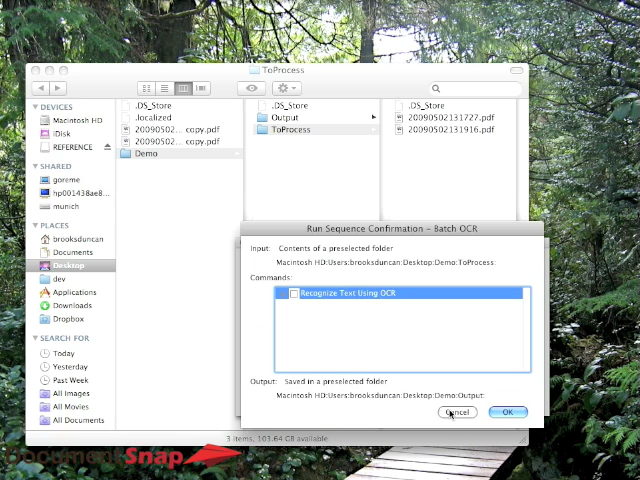 ToProcess
DEVICES
Macintosh HD
iDisk
REFERENCE
SHARED
goreme
hp001438ae8...
munich
PLACES
brooksduncan
Documents
Desktop
dev
Applications
Downloads
Dropbox
SEARCH FOR
Today
Yesterday
Past Week
All Images
All Movies
All Documents
.DS_Store
.localized
20090502... copy.pdf
20090502... copy.pdf
Demo
.DS_Store
Output
ToProcess
.DS_Store
20090502131727.pdf
20090502131916.pdf
Run Sequence Confirmation - Batch OCR
Input: Contents of a preselected folder
Macintosh HD:Users:brooksduncan:Desktop:Demo:ToProcess:
Commands:
Recognize Text Using OCR
Output: Saved in a preselected folder
Macintosh HD:Users:brooksduncan:Desktop:Demo:Output:
Cancel
OK
3 items, 103.64 GB available
DocumentSnap